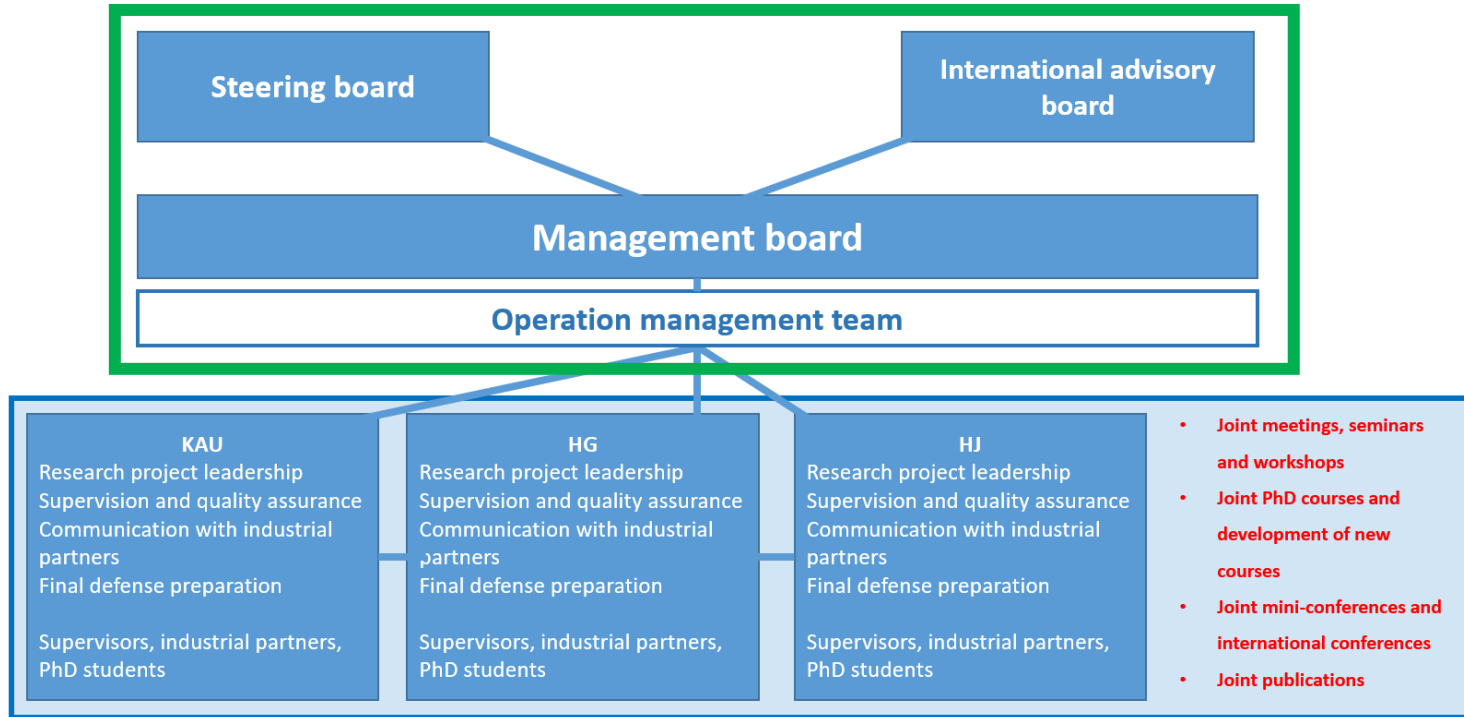 Steering board
International advisory
board
Management board
Operation management team
KAU
Research project leadership
Supervision and quality assurance
Communication with industrial
partners
Final defense preparation
Supervisors, industrial partners,
PhD students
HG
Research project leadership
Supervision and quality assurance
Communication with industrial
partners
Final defense preparation
Supervisors, industrial partners,
PhD students
HJ
Research project leadership
Supervision and quality assurance
Communication with industrial
partners
Final defense preparation
Supervisors, industrial partners,
PhD students
• Joint meetings, seminars
and workshops
• Joint PhD courses and
development of new
courses
• Joint mini-conferences and
international conferences
• Joint publications